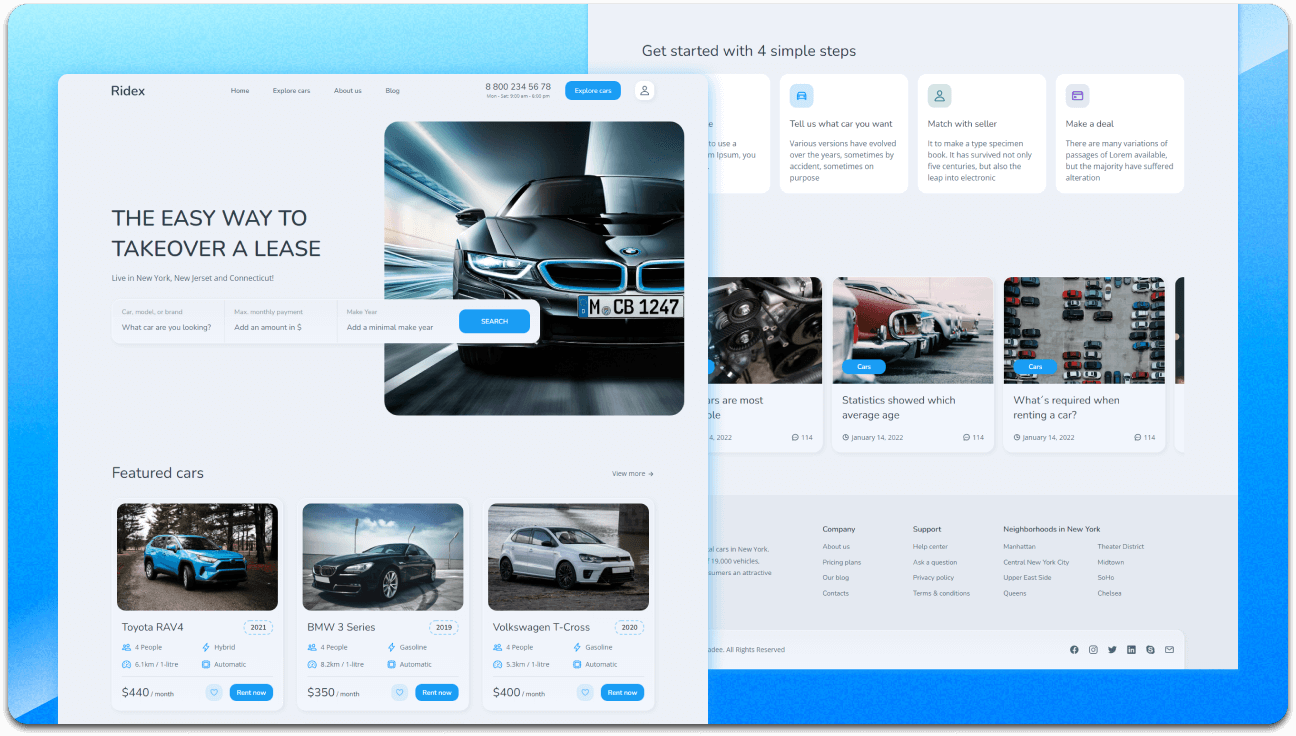 Ridex
Home
Explore cars
About us
Blog
8 800 234 56 78
Mon - Sat: 9:00 am - 6:00 pm
Explore cars
THE EASY WAY TO
TAKEOVER A LEASE
Live in New York, New Jerset and Connecticut!
Car, model, or brand
What car are you looking?
Max. monthly payment
Add an amount in $
Make Year
Add a minimal make year
SEARCH
M CB 1247
Featured cars
View more →
Toyota RAV4
2021
4 People
Hybrid
6.1km / 1-litre
Automatic
$440 / month
Rent now
BMW 3 Series
2019
4 People
Gasoline
8.2km / 1-litre
Automatic
$350 / month
Rent now
Volkswagen T-Cross
2020
4 People
Gasoline
5.3km / 1-litre
Automatic
$400 / month
Rent now
Get started with 4 simple steps
e
to use a
m Ipsum, you
.
Tell us what car you want
Various versions have evolved
over the years, sometimes by
accident, sometimes on
purpose
Match with seller
It to make a type specimen
book. It has survived not only
five centuries, but also the
leap into electronic
Make a deal
There are many variations of
passages of Lorem available,
but the majority have suffered
alteration
ars are most
ble
4, 2022
114
Cars
Statistics showed which
average age
January 14, 2022
114
Cars
What´s required when
renting a car?
January 14, 2022
114
al cars in New York.
f 19,000 vehicles,
sumers an attractive
Company
About us
Pricing plans
Our blog
Contacts
Support
Help center
Ask a question
Privacy policy
Terms & conditions
Neighborhoods in New York
Manhattan
Central New York City
Upper East Side
Queens
Theater District
Midtown
SoHo
Chelsea
adee. All Rights Reserved